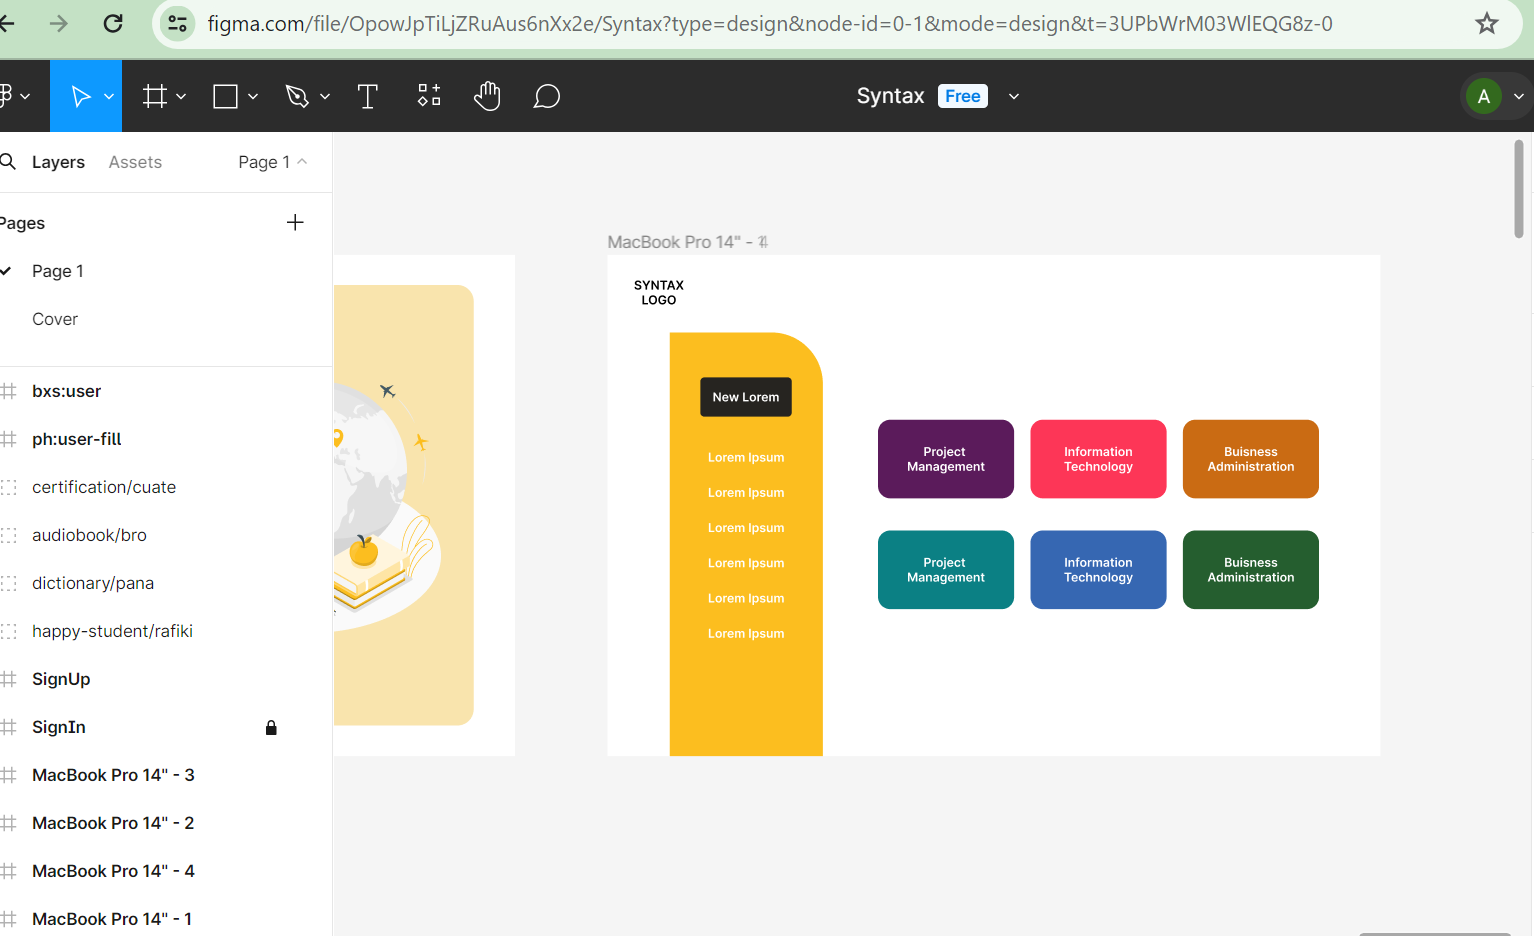 figma.com/file/OpowJpTiLjZRuAus6nXx2e/Syntax?type=design&node-id=0-1&mode=design&t=3UPbWrM03WlEQG8z-0
Syntax Free
A
Layers Assets Page 1
Pages
Page 1
Cover
bxs:user
ph:user-fill
certification/cuate
audiobook/bro
dictionary/pana
happy-student/rafiki
SignUp
SignIn
MacBook Pro 14" - 3
MacBook Pro 14" - 2
MacBook Pro 14" - 4
MacBook Pro 14" - 1
MacBook Pro 14" -
SYNTAX
LOGO
New Lorem
Lorem Ipsum
Lorem Ipsum
Lorem Ipsum
Lorem Ipsum
Lorem Ipsum
Lorem Ipsum
Project
Management
Information
Technology
Buisness
Administration
Project
Management
Information
Technology
Buisness
Administration